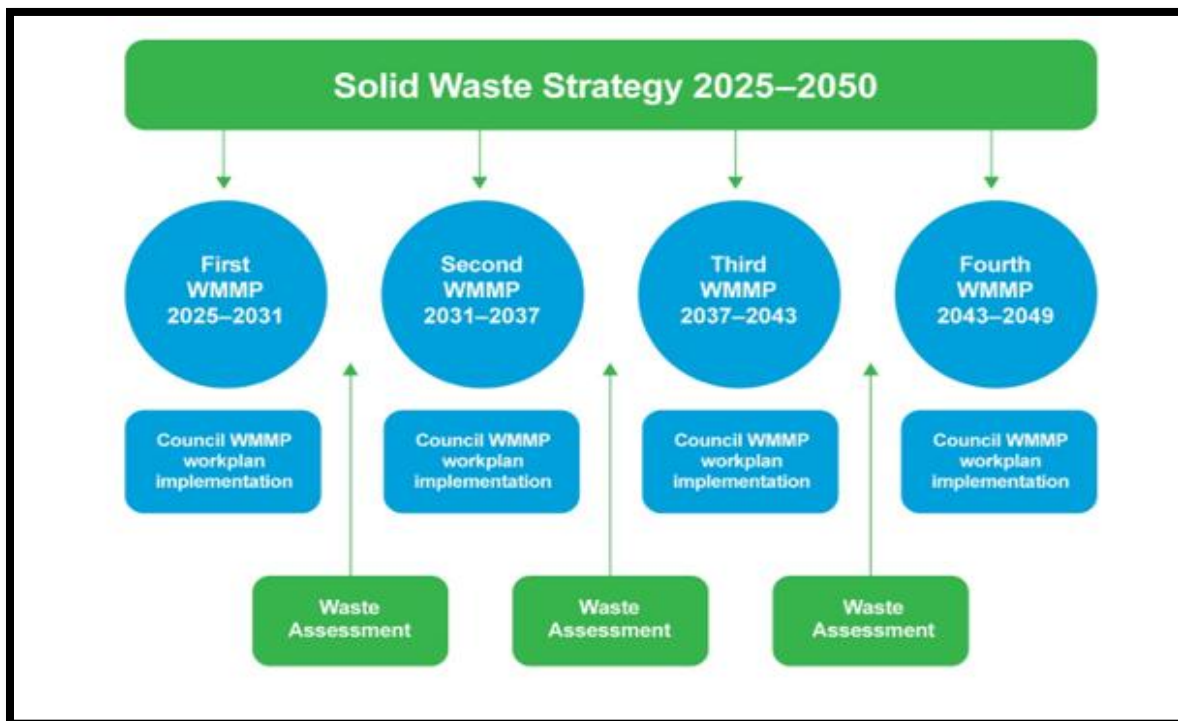 Solid Waste Strategy 2025–2050
First
WMMP
2025–2031
Second
WMMP
2031–2037
Third
WMMP
2037–2043
Fourth
WMMP
2043–2049
Council WMMP
workplan
implementation
Council WMMP
workplan
implementation
Council WMMP
workplan
implementation
Council WMMP
workplan
implementation
Waste
Assessment
Waste
Assessment
Waste
Assessment